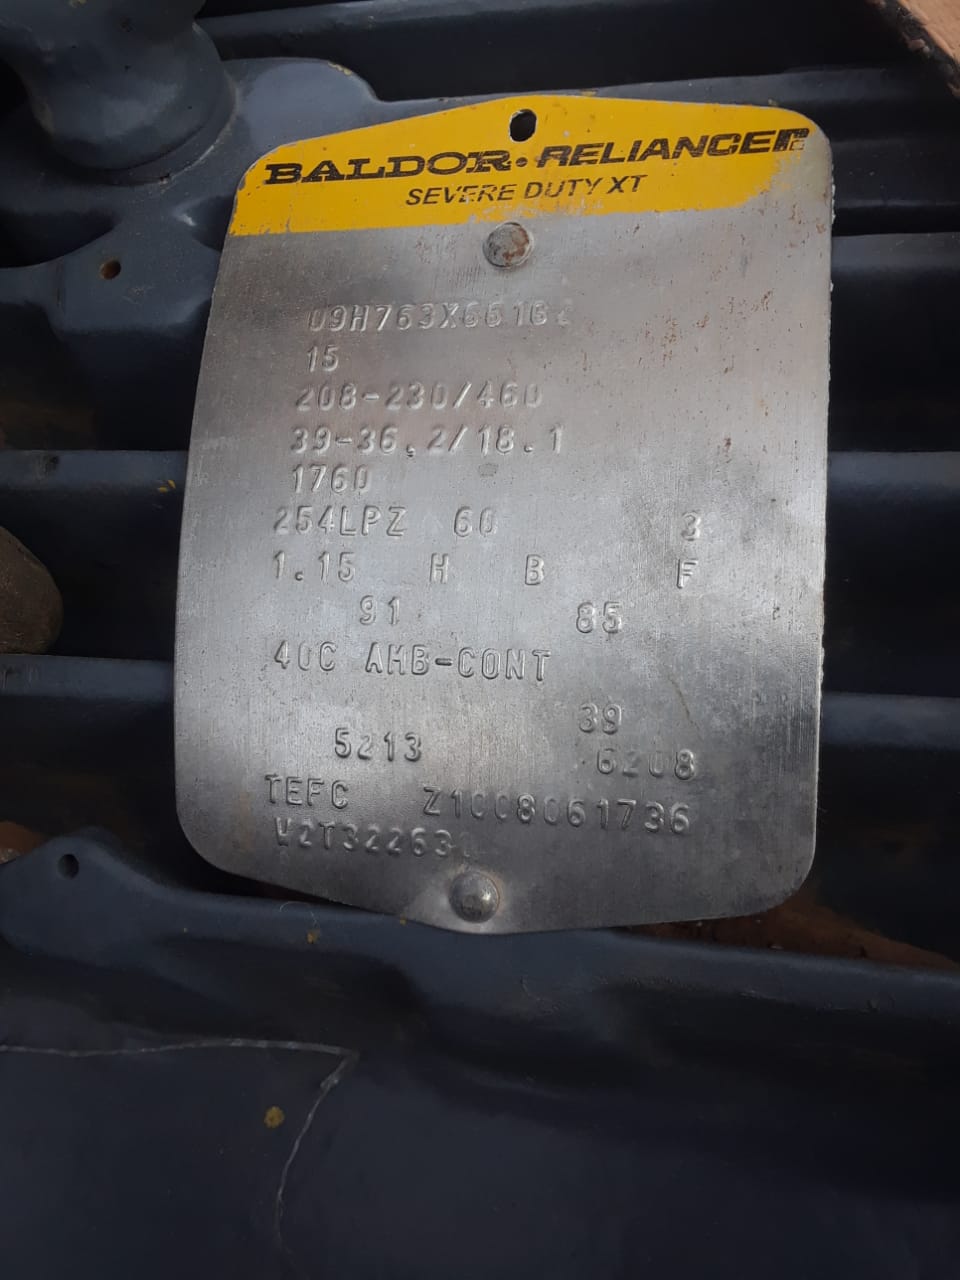 BALDOR•RELIANCER
SEVERE DUTY XT
15
208-230/460
39-36.2/18.1
1760
254LPZ 60 3
1.15 H B F
91 85
40C AMB-CONT
39
5213 6208
TEFC Z1008061736